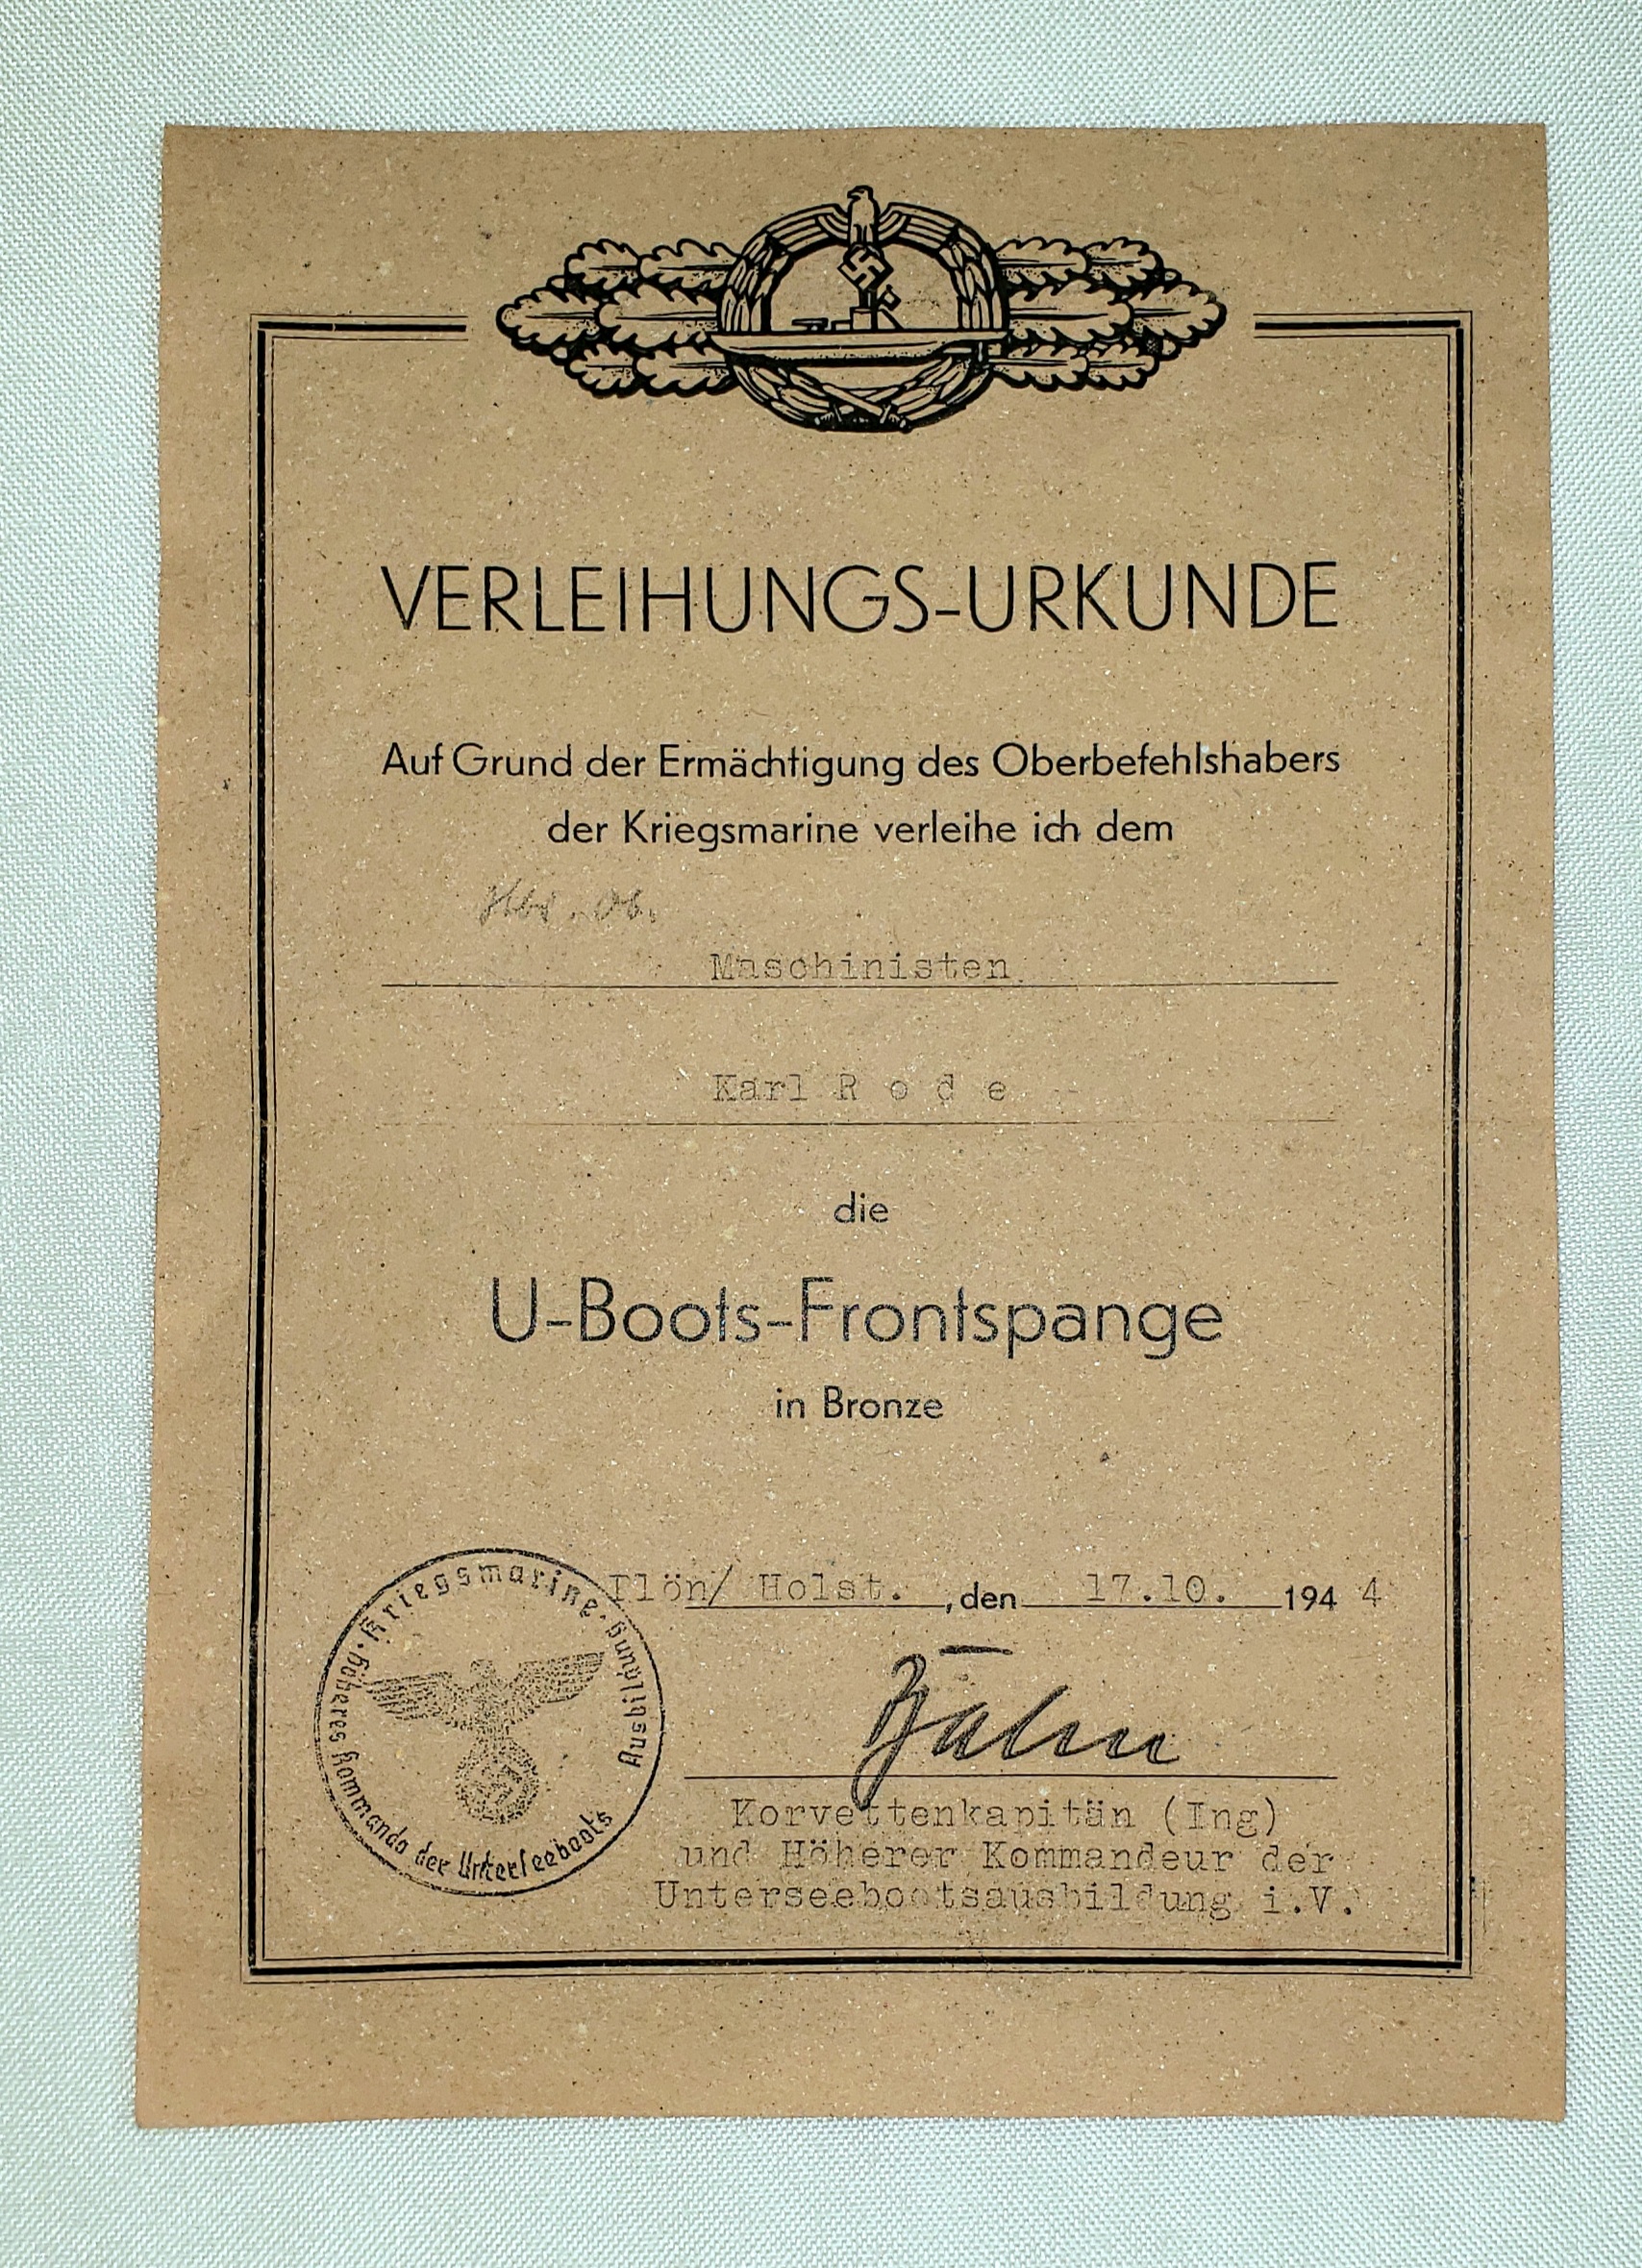 VERLEIHUNGS-URKUNDE
Auf Grund der Ermächtigung des Oberbefehlshabers
der Kriegsmarine verleihe ich dem
Maschinisten
Karl R o d e
die
U-Boots-Frontspange
in Bronze
Plön/ Holst. , den 17.10. 194 4
Korvettenkapitän (Ing)
und Höherer Kommandeur der
Unterseebootsausbildung i.V.
Kriegsmarine
Höheres Kommando der Unterseeboots Ausbildung